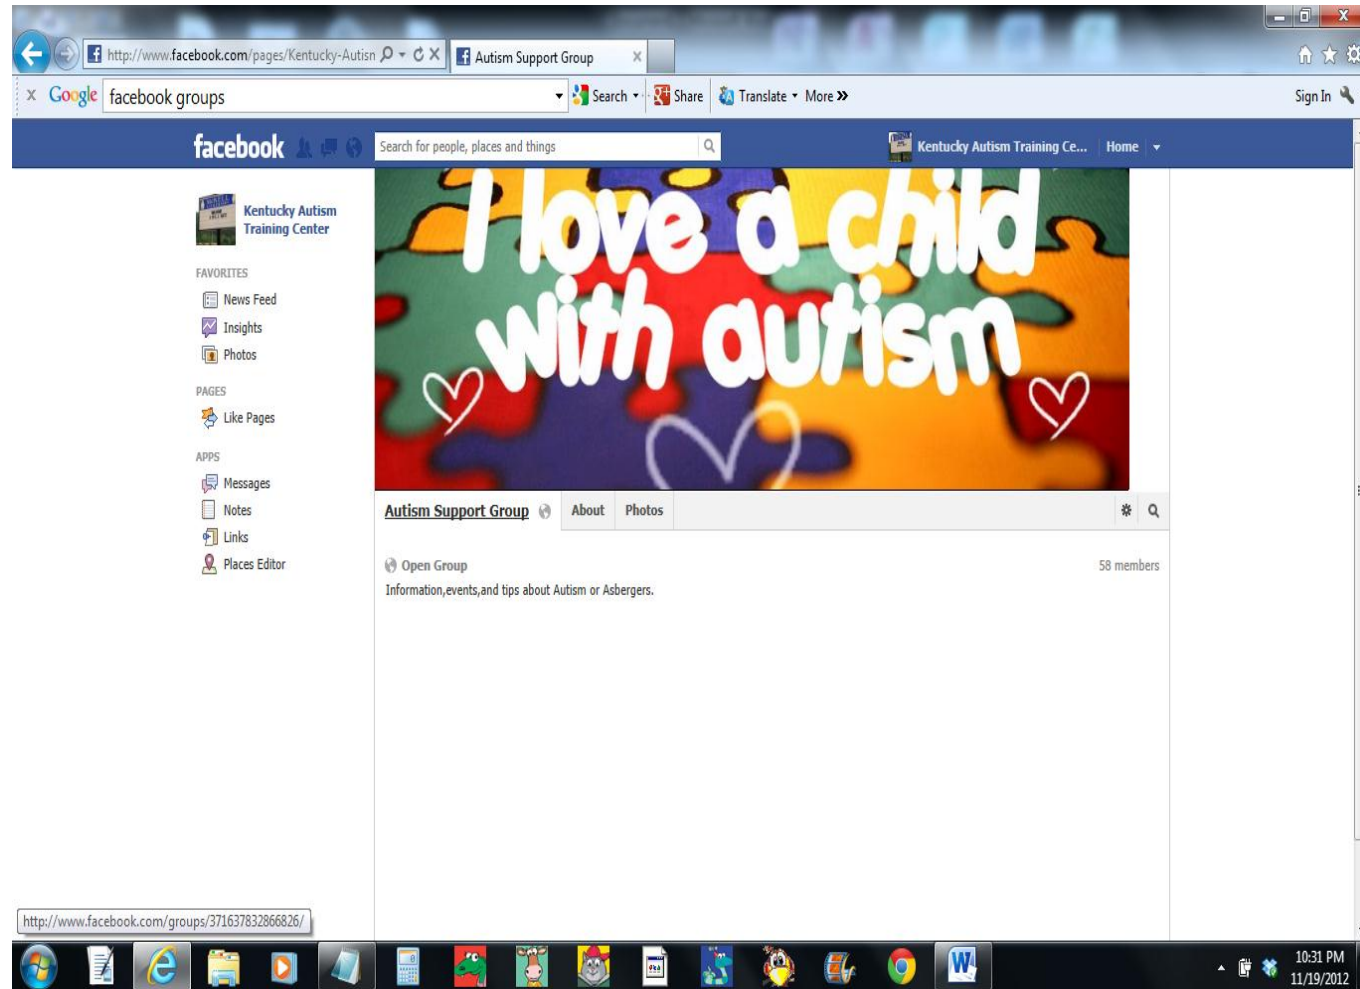 http://www.facebook.com/pages/Kentucky-Autisn
Autism Support Group
X Google facebook groups Search Share Translate More » Sign In
facebook Search for people, places and things Kentucky Autism Training Ce... Home
I love a child
with autism
Kentucky Autism
Training Center
FAVORITES
News Feed
Insights
Photos
PAGES
Like Pages
APPS
Messages
Notes
Links
Places Editor
Autism Support Group About Photos
Open Group 58 members
Information,events,and tips about Autism or Asbergers.
http://www.facebook.com/groups/371637832866826/
10:31 PM
11/19/2012